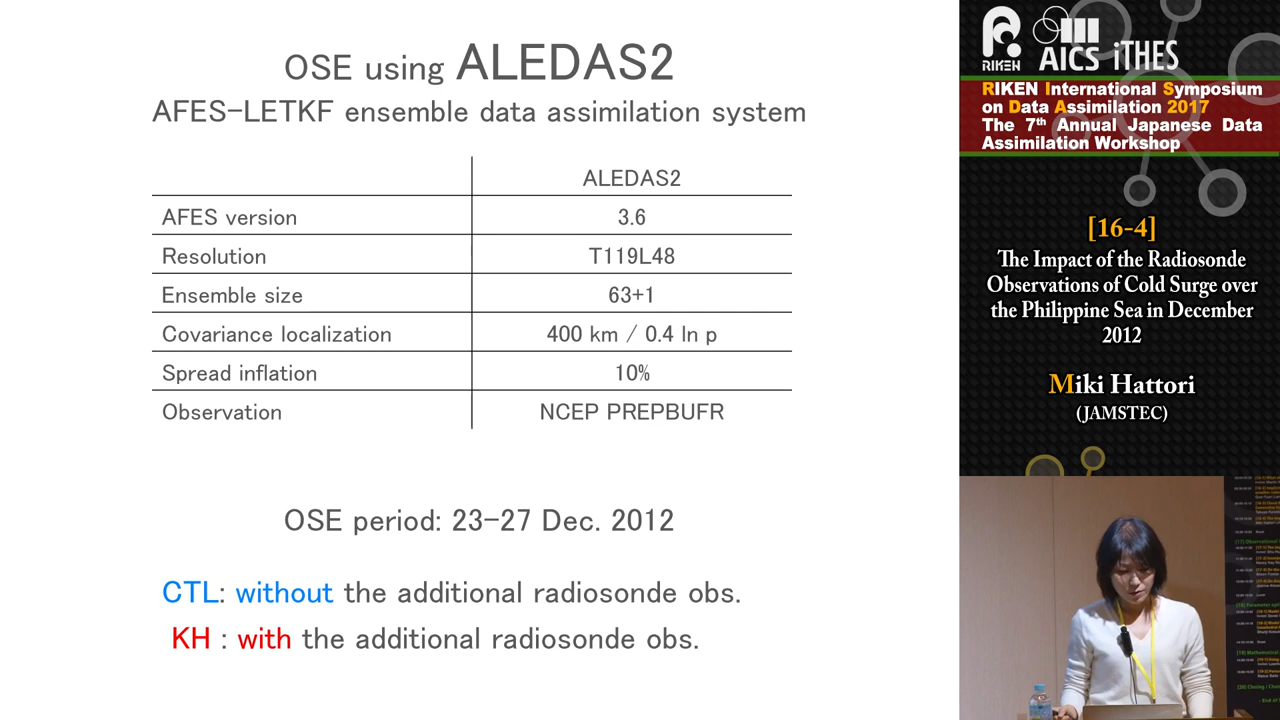 OSE using ALEDAS2
AFES-LETKF ensemble data assimilation system
ALEDAS2
AFES version 3.6
Resolution T119L48
Ensemble size 63+1
Covariance localization 400 km / 0.4 ln p
Spread inflation 10%
Observation NCEP PREPBUFR
OSE period: 23-27 Dec. 2012
CTL: without the additional radiosonde obs.
KH : with the additional radiosonde obs.
RIKEN AICS iTHES
RIKEN International Symposium
on Data Assimilation 2017
The 7th Annual Japanese Data
Assimilation Workshop
[16-4]
The Impact of the Radiosonde
Observations of Cold Surge over
the Philippine Sea in December
2012
Miki Hattori
(JAMSTEC)